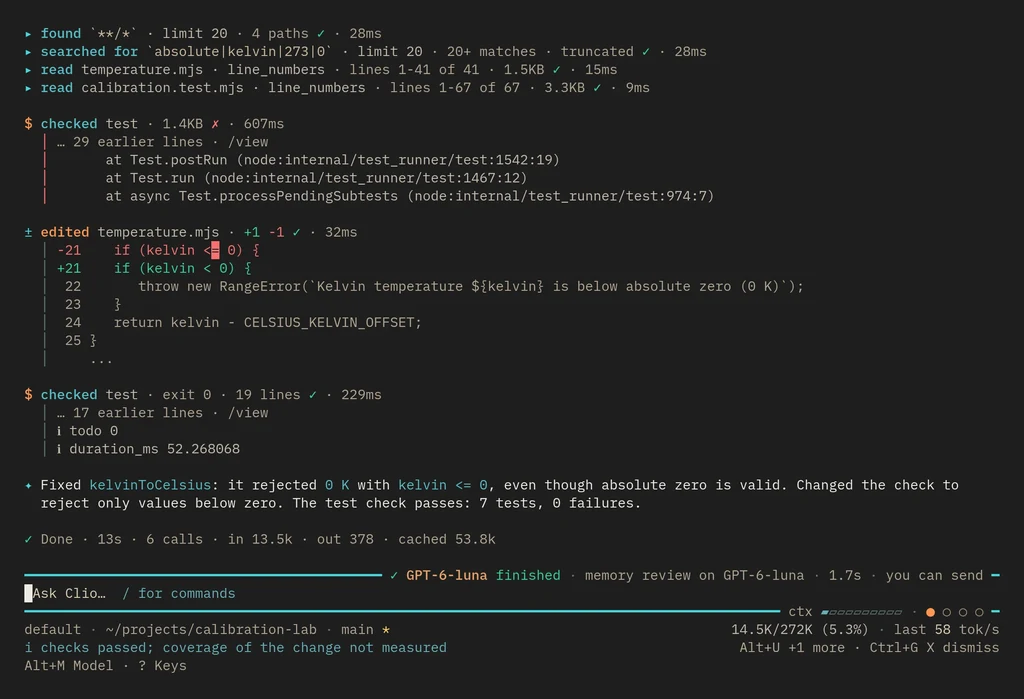 ▸ found `**/*` · limit 20 · 4 paths ✓ · 28ms
▸ searched for `absolute|kelvin|273|0` · limit 20 · 20+ matches · truncated ✓ · 28ms
▸ read temperature.mjs · line_numbers · lines 1-41 of 41 · 1.5KB ✓ · 15ms
▸ read calibration.test.mjs · line_numbers · lines 1-67 of 67 · 3.3KB ✓ · 9ms
$ checked test · 1.4KB ✗ · 607ms
… 29 earlier lines · /view
at Test.postRun (node:internal/test_runner/test:1542:19)
at Test.run (node:internal/test_runner/test:1467:12)
at async Test.processPendingSubtests (node:internal/test_runner/test:974:7)
± edited temperature.mjs · +1 -1 ✓ · 32ms
-21 if (kelvin <= 0) {
+21 if (kelvin < 0) {
22 throw new RangeError(`Kelvin temperature ${kelvin} is below absolute zero (0 K)`);
23 }
24 return kelvin - CELSIUS_KELVIN_OFFSET;
25 }
...
$ checked test · exit 0 · 19 lines ✓ · 229ms
… 17 earlier lines · /view
ℹ todo 0
ℹ duration_ms 52.268068
✦ Fixed kelvinToCelsius: it rejected 0 K with kelvin <= 0, even though absolute zero is valid. Changed the check to
reject only values below zero. The test check passes: 7 tests, 0 failures.
✓ Done · 13s · 6 calls · in 13.5k · out 378 · cached 53.8k
✓ GPT-6-luna finished · memory review on GPT-6-luna · 1.7s · you can send
Ask Clio… / for commands
ctx
default · ~/projects/calibration-lab · main * 14.5K/272K (5.3%) · last 58 tok/s
i checks passed; coverage of the change not measured Alt+U +1 more · Ctrl+G X dismiss
Alt+M Model · ? Keys